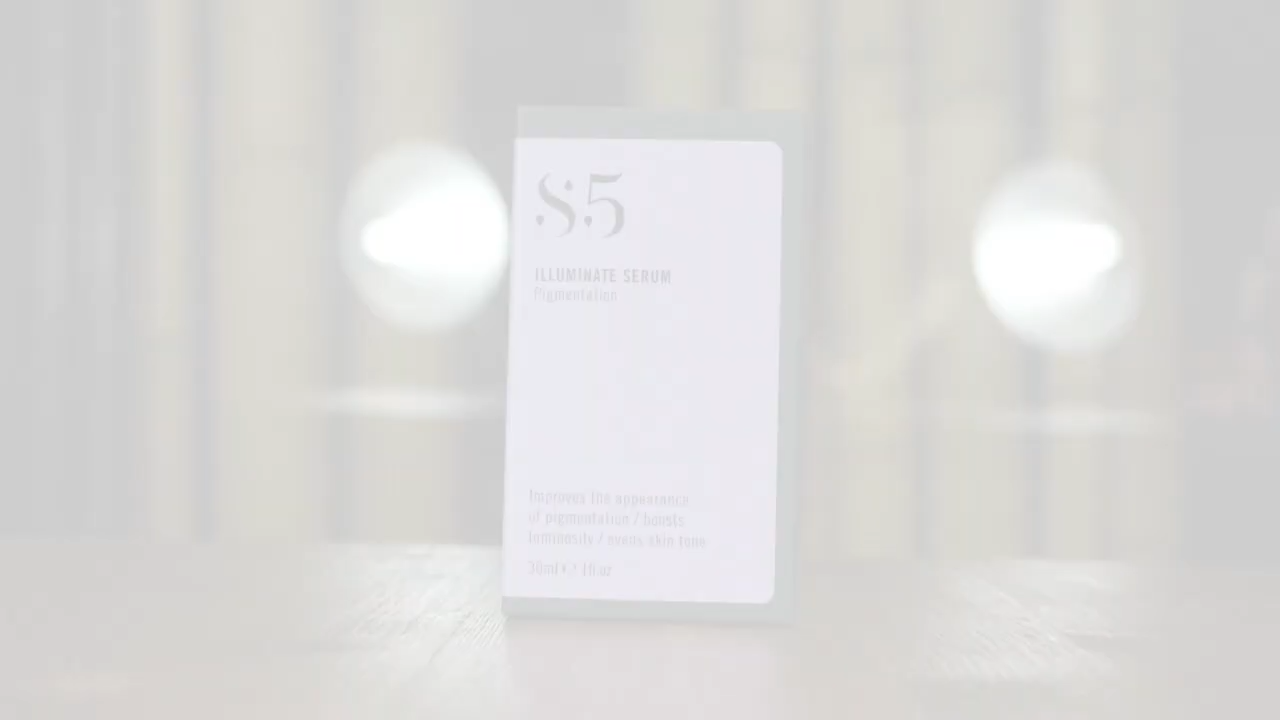 S5
ILLUMINATE SERUM
Pigmentation
Improves the appearance
of pigmentation / boosts
luminosity / evens skin tone
30ml e 1 fl oz